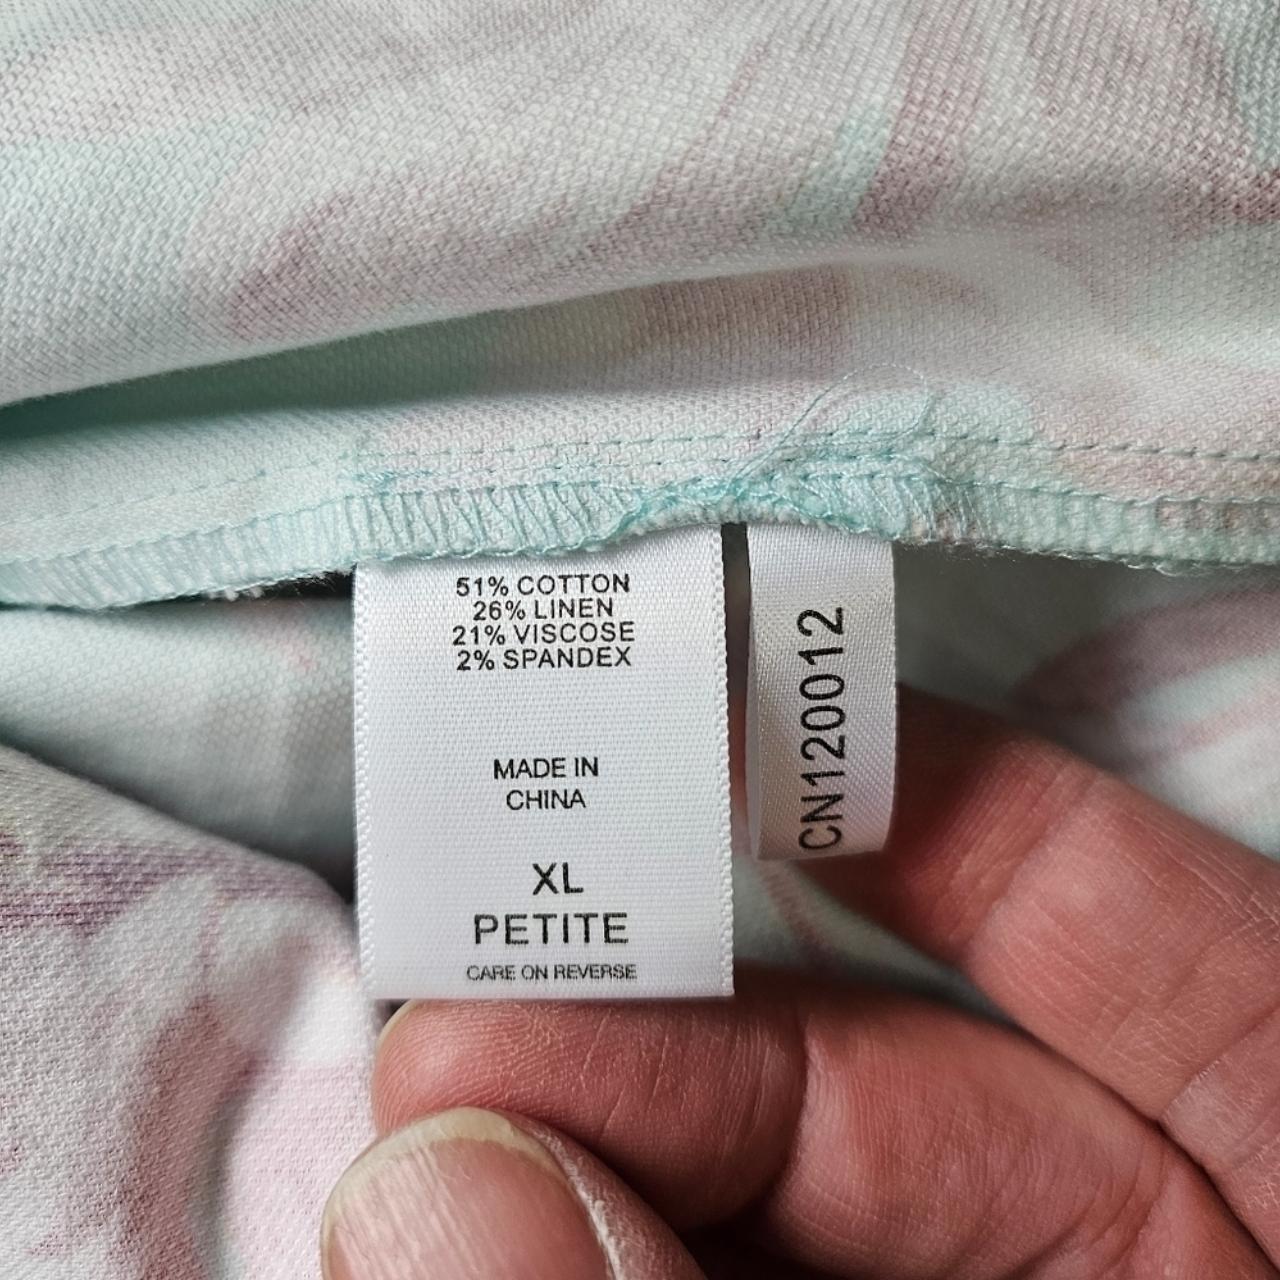 51% COTTON
26% LINEN
21% VISCOSE
2% SPANDEX
MADE IN
CHINA
XL
PETITE
CARE ON REVERSE
CN120012